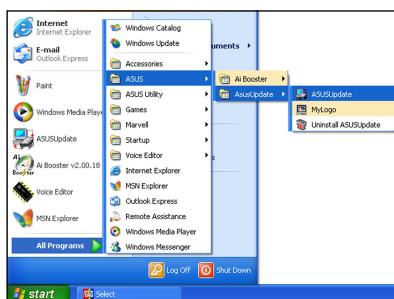 Internet
Internet Explorer
E-mail
Outlook Express
Paint
Windows Media Playe
ASUSUpdate
Ai Booster v2.00.18
Voice Editor
MSN Explorer
All Programs
Windows Catalog
Windows Update
Accessories
ASUS
ASUS Utility
Games
Marvell
Startup
Voice Editor
Internet Explorer
MSN Explorer
Outlook Express
Remote Assistance
Windows Media Player
Windows Messenger
uments
s
Ai Booster
AsusUpdate
ASUSUpdate
MyLogo
Uninstall ASUSUpdate
Log Off
Shut Down
start
Select